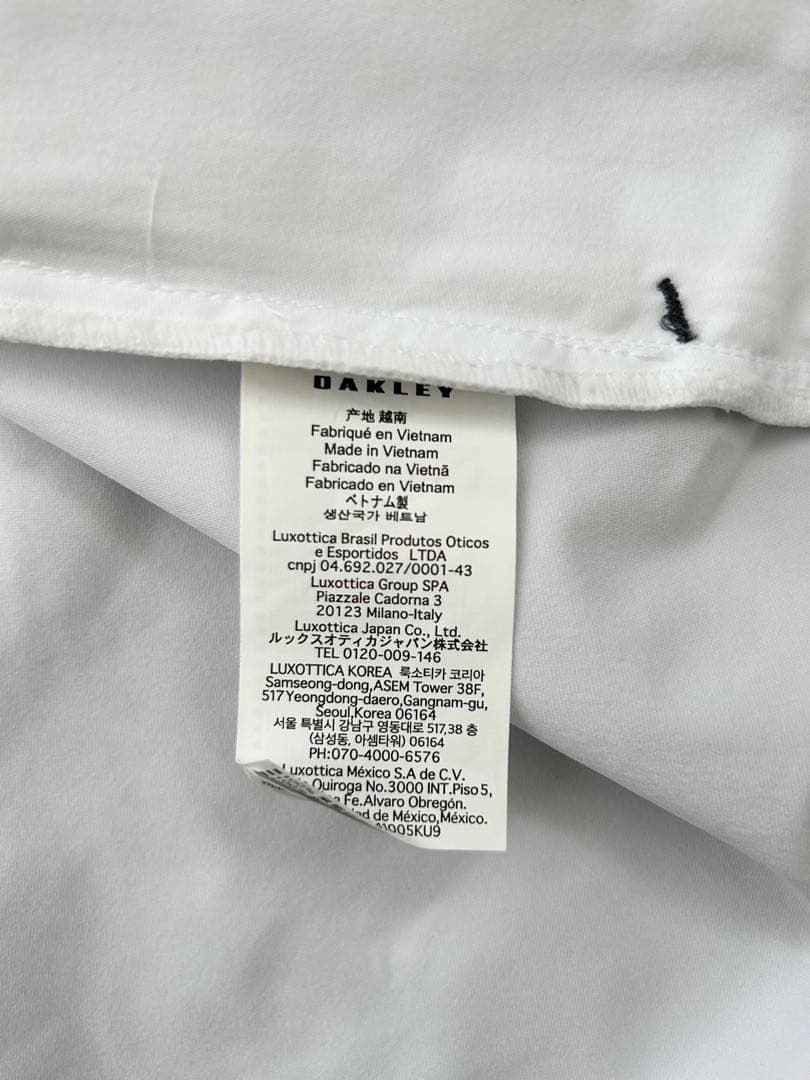 OAKLEY
产地 越南
Fabriqué en Vietnam
Made in Vietnam
Fabricado na Vietnã
Fabricado en Vietnam
ベトナム製
생산국가 베트남
Luxottica Brasil Produtos Oticos
e Esportidos LTDA
cnpj 04.692.027/0001-43
Luxottica Group SPA
Piazzale Cadorna 3
20123 Milano-Italy
Luxottica Japan Co., Ltd.
ルックスオティカジャパン株式会社
TEL 0120-009-146
LUXOTTICA KOREA 룩소티카 코리아
Samseong-dong,ASEM Tower 38F,
517 Yeongdong-daero,Gangnam-gu,
Seoul,Korea 06164
서울 특별시 강남구 영동대로 517,38 층
(삼성동, 아셈타워) 06164
PH:070-4000-6576
Luxottica México S.A de C.V.
Quiroga No.3000 INT.Piso 5,
Fe.Alvaro Obregón.
de México,México.
005KU9